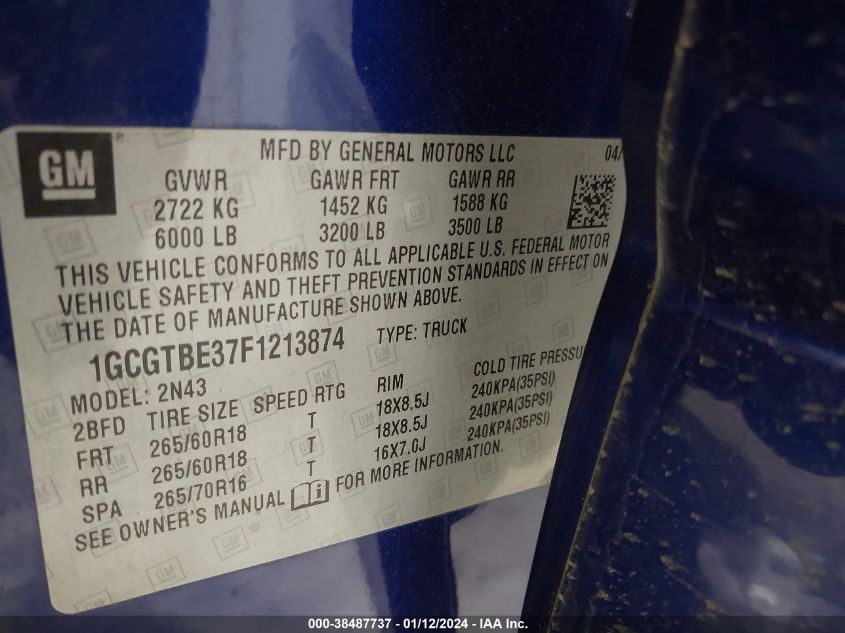 GM
MFD BY GENERAL MOTORS LLC 04/
GVWR GAWR FRT GAWR RR
2722 KG 1452 KG 1588 KG
6000 LB 3200 LB 3500 LB
THIS VEHICLE CONFORMS TO ALL APPLICABLE U.S. FEDERAL MOTOR
VEHICLE SAFETY AND THEFT PREVENTION STANDARDS IN EFFECT ON
THE DATE OF MANUFACTURE SHOWN ABOVE.
1GCGTBE37F1213874 TYPE: TRUCK
MODEL: 2N43
2BFD TIRE SIZE SPEED RTG RIM COLD TIRE PRESSU
FRT 265/60R18 T 18X8.5J 240KPA(35PSI)
RR 265/60R18 T 18X8.5J 240KPA(35PSI)
SPA 265/70R16 T 16X7.0J 240KPA(35PSI)
SEE OWNER'S MANUAL FOR MORE INFORMATION.
000-38487737 - 01/12/2024 - IAA Inc.